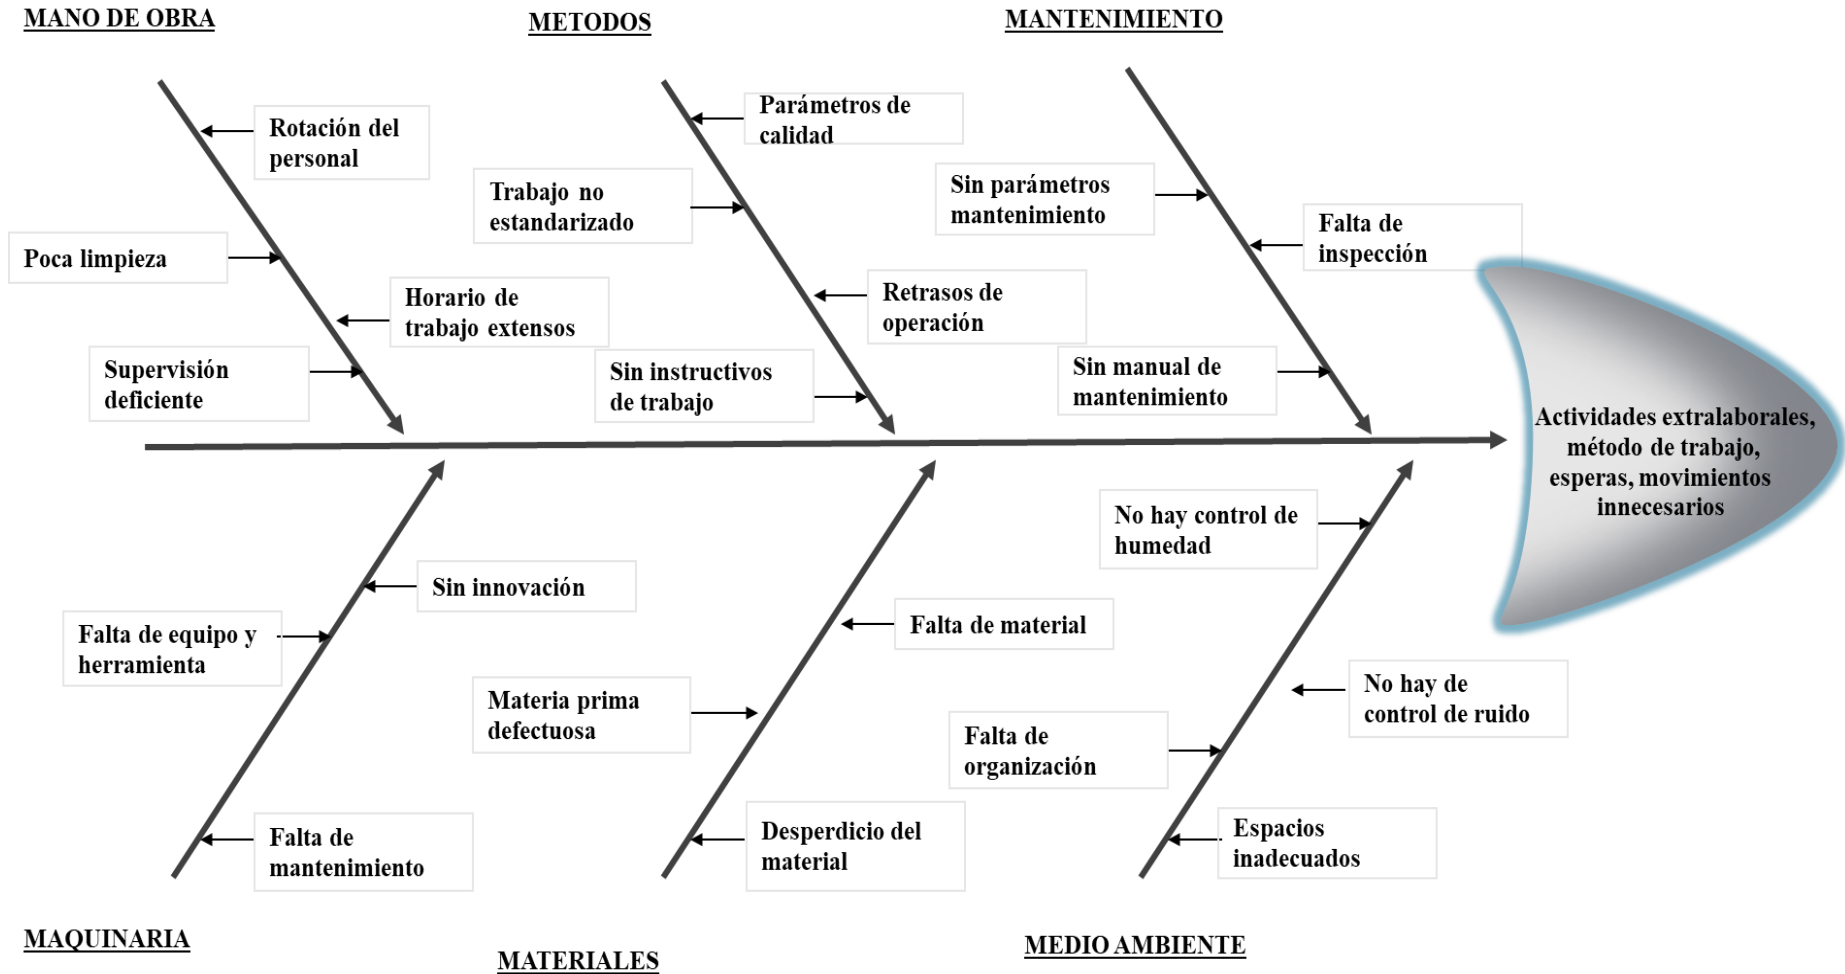 MANO DE OBRA
METODOS
MANTENIMIENTO
Rotación del
personal
Poca limpieza
Horario de
trabajo extensos
Supervisión
deficiente
Parámetros de
calidad
Trabajo no
estandarizado
Retrasos de
operación
Sin instructivos
de trabajo
Sin parámetros
mantenimiento
Falta de
inspección
Sin manual de
mantenimiento
Actividades extralaborales,
método de trabajo,
esperas, movimientos
innecesarios
Sin innovación
Falta de equipo y
herramienta
Falta de
mantenimiento
Falta de material
Materia prima
defectuosa
Desperdicio del
material
No hay control de
humedad
No hay de
control de ruido
Falta de
organización
Espacios
inadecuados
MAQUINARIA
MATERIALES
MEDIO AMBIENTE